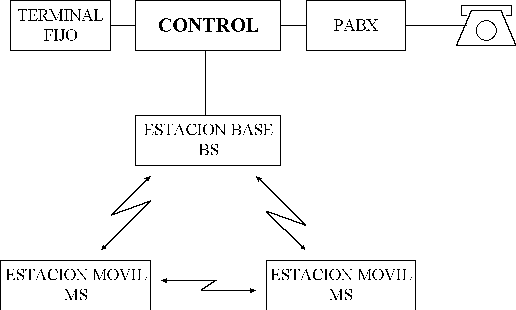 TERMINAL
FIJO
CONTROL
PABX
ESTACION BASE
BS
ESTACION MOVIL
MS
ESTACION MOVIL
MS